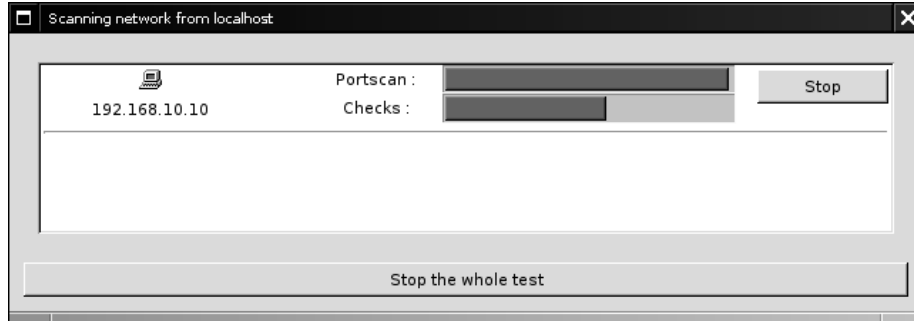 Scanning network from localhost
Portscan :
Stop
192.168.10.10
Checks :
Stop the whole test